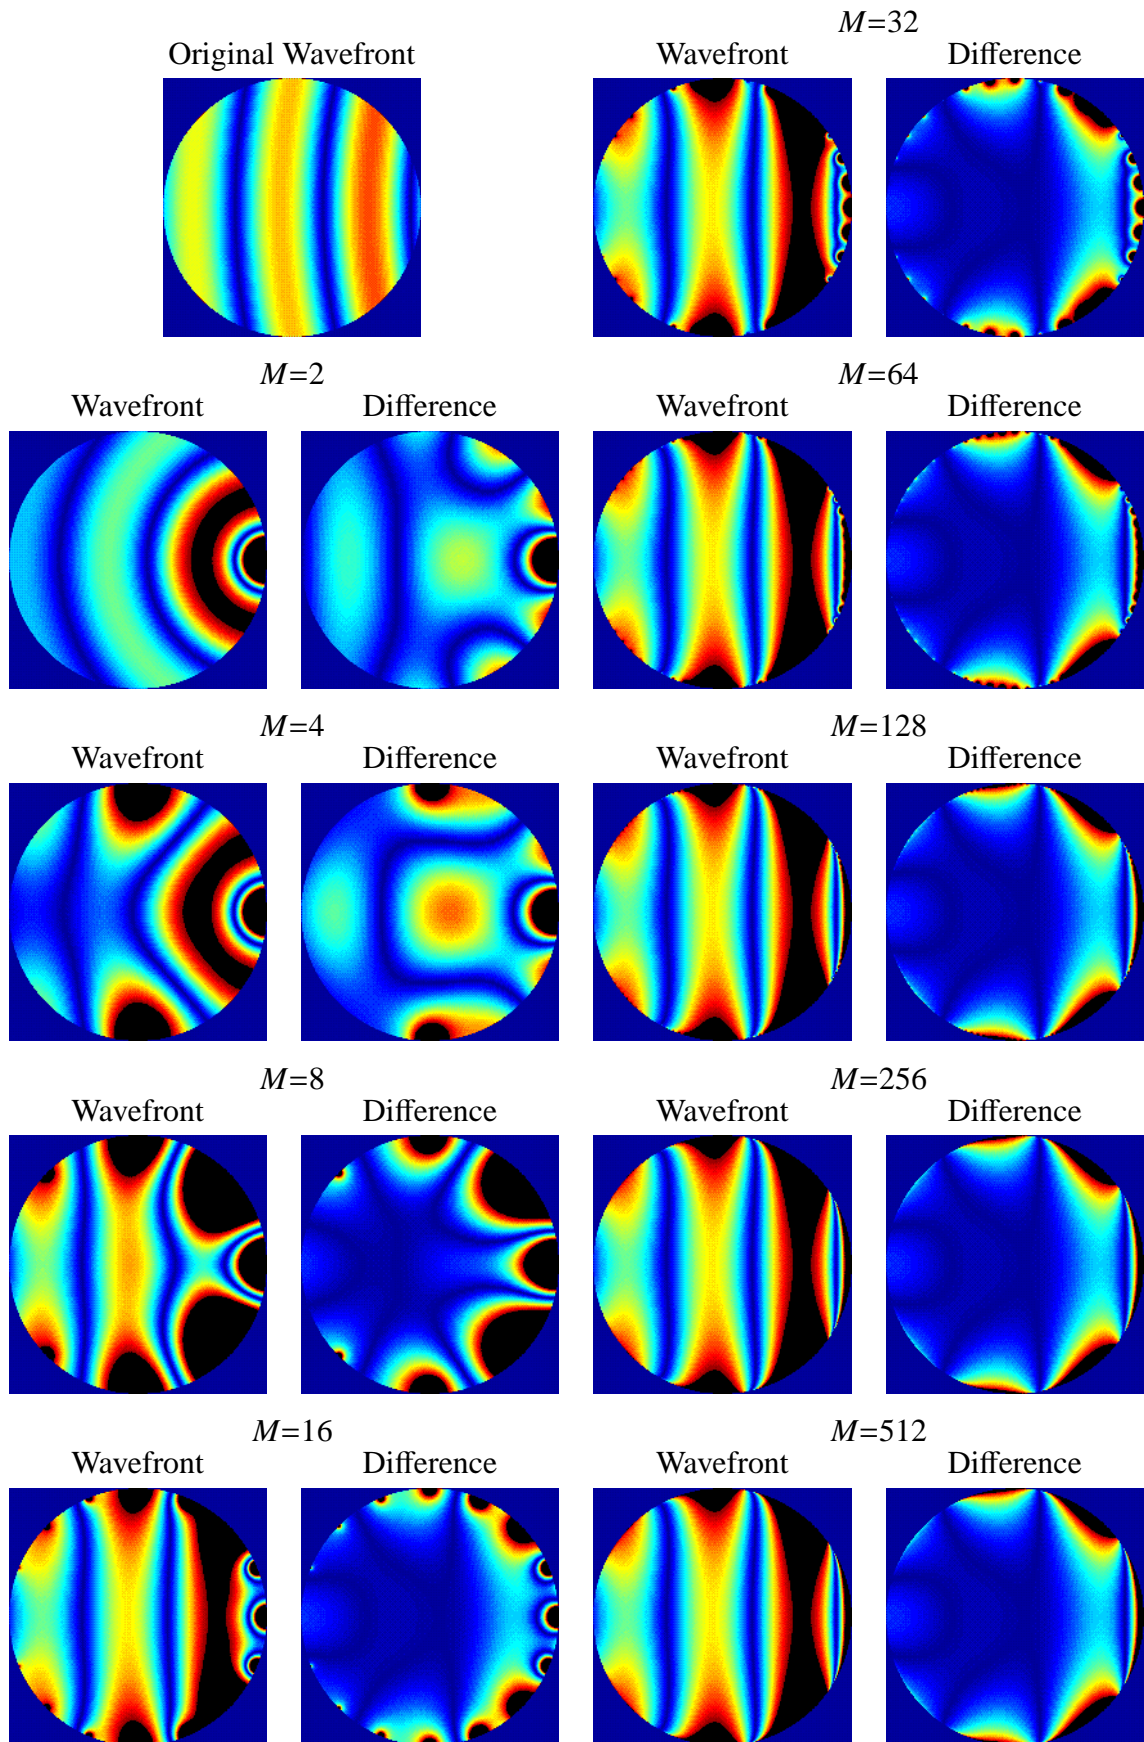 Original Wavefront
M=32
Wavefront Difference
M=2
Wavefront Difference
M=64
Wavefront Difference
M=4
Wavefront Difference
M=128
Wavefront Difference
M=8
Wavefront Difference
M=256
Wavefront Difference
M=16
Wavefront Difference
M=512
Wavefront Difference